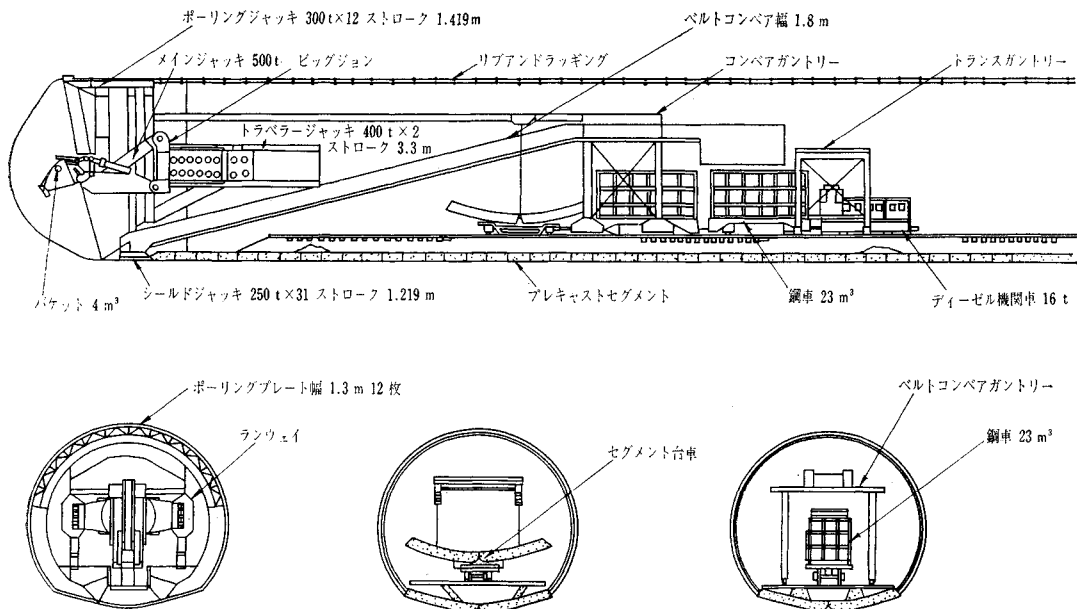 ポーリングジャッキ 300t×12 ストローク 1.419m
ベルトコンベア幅 1.8m
メインジャッキ 500t
ビッグジョン
リブアンドラッギング
コンベアガントリー
トランスガントリー
トラベラージャッキ 400t×2
ストローク 3.3m
バケット 4m³
シールドジャッキ 250t×31 ストローク 1.219m
プレキャストセグメント
鋼車 23m³
ディーゼル機関車 16t
ポーリングプレート幅 1.3m 12枚
ランウェイ
セグメント台車
ベルトコンベアガントリー
鋼車 23m³